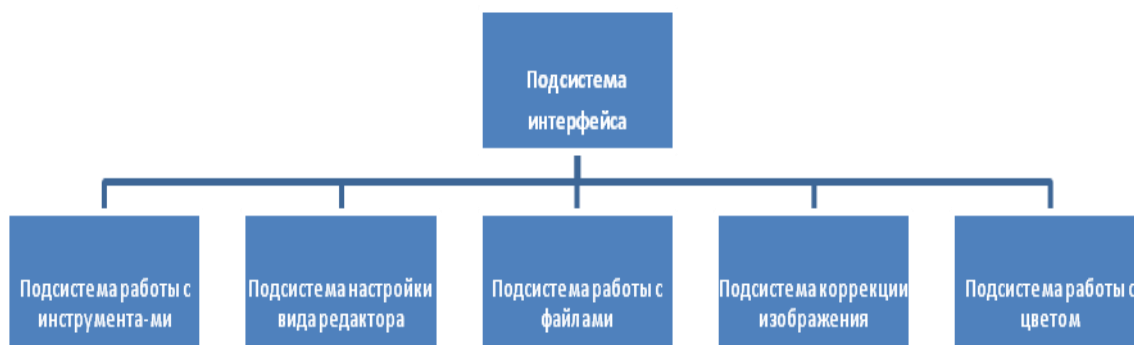 Подсистема
интерфейса
Подсистема работы с
инструмента-ми
Подсистема настройки
вида редактора
Подсистема работы с
файлами
Подсистема коррекции
изображения
Подсистема работы с
цветом